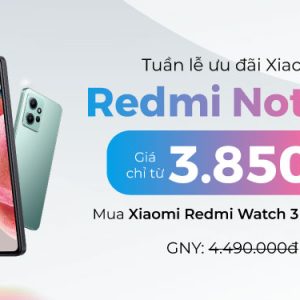 Tuần lễ ưu đãi Xiao
Redmi Not
Giá
chỉ từ 3.850
Mua Xiaomi Redmi Watch 3
GNY: 4.490.000đ